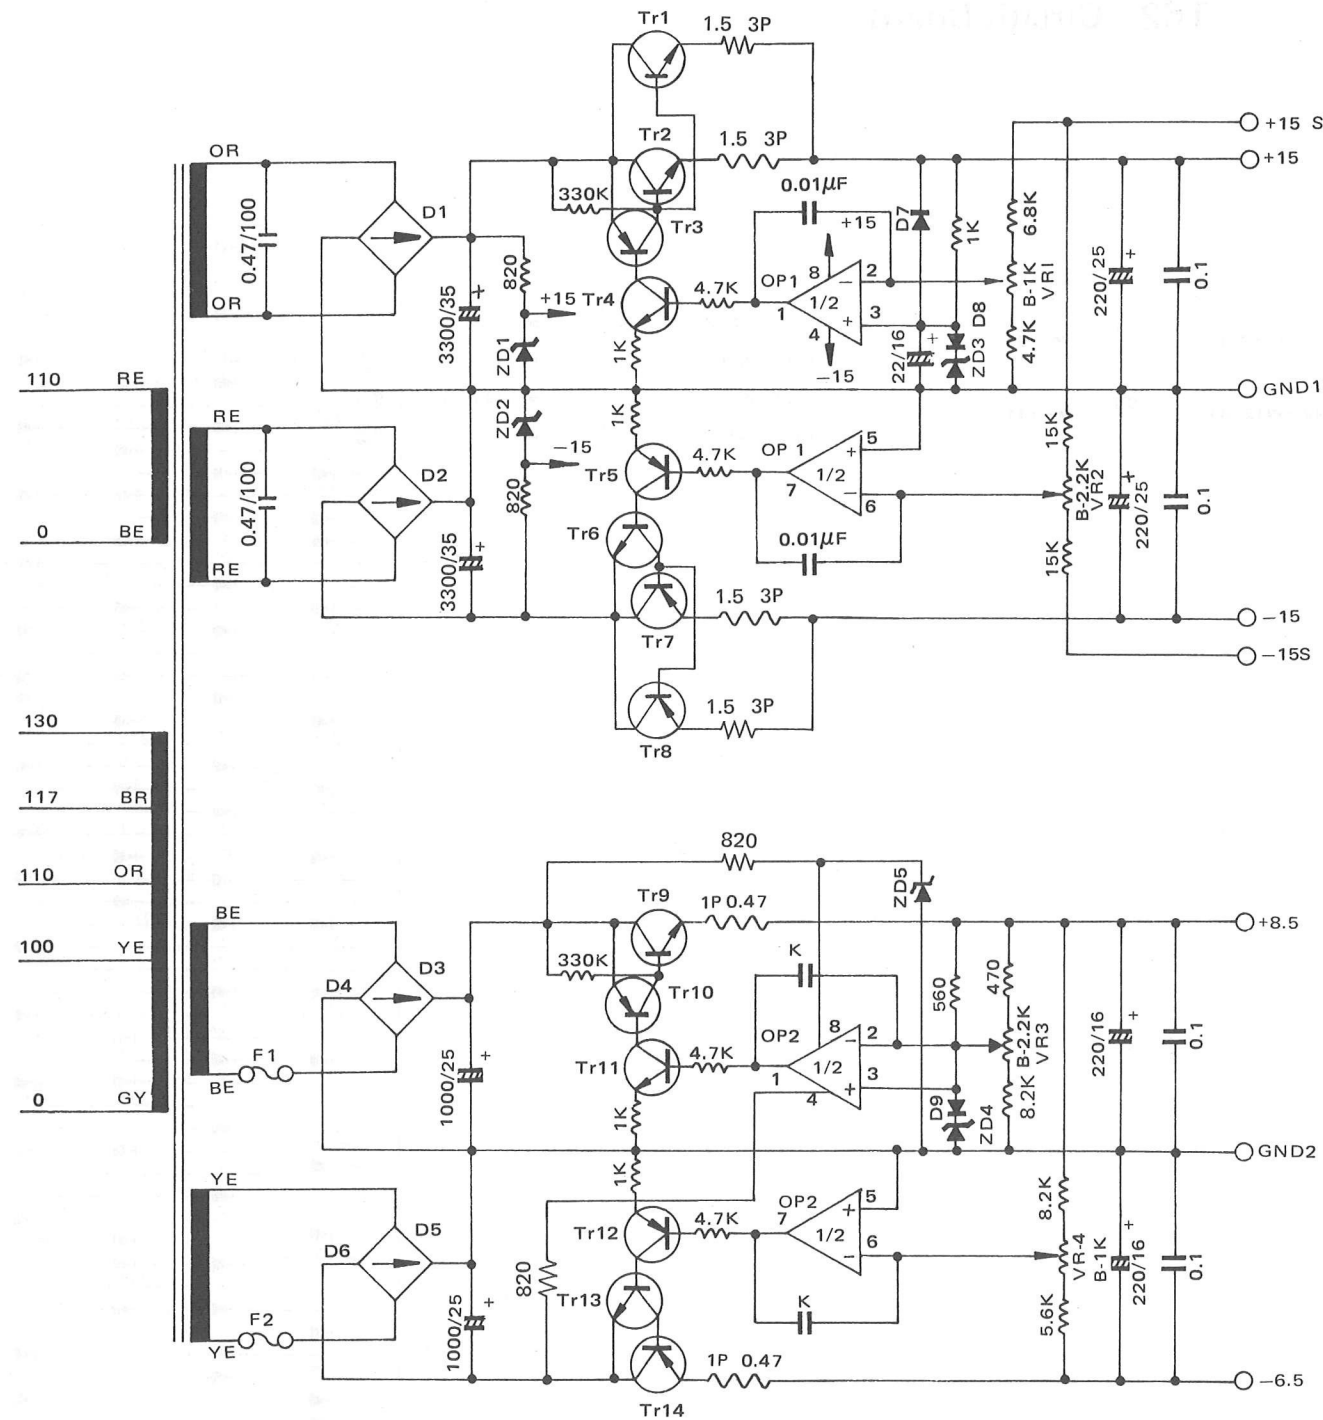 Tr1
1.5 3P
+15 S
OR
Tr2
1.5 3P
+15
0.01μF
330K
D1
Tr3
+15
D7
1K
6.8K
0.47/100
820
B-1K
VR1
220/25
+
0.1
OP1
8
2
−
Tr4
4.7K
+15
1/2
1
+
3
D8
OR
3300/35
+
4
ZD1
1K
−15
22/16
+
ZD3
4.7K
110 RE
GND1
RE
ZD2
1K
15K
−15
OP 1
5
4.7K
+
D2
Tr5
1/2
7
−
6
B-2.2K
VR2
220/25
+
0.1
0.47/100
820
0 BE
Tr6
0.01μF
15K
3300/35
+
RE
1.5 3P
−15
Tr7
−15S
130
1.5 3P
Tr8
117 BR
820
110 OR
ZD5
Tr9
1P 0.47
BE
+8.5
100 YE
K
330K
D3
D4
Tr10
560
470
OP2
8
2
−
B-2.2K
VR3
220/16
+
0.1
F1
4.7K
1/2
Tr11
1
+
3
BE
1000/25
+
4
D9
8.2K
0 GY
1K
ZD4
GND2
YE
1K
8.2K
OP2
5
4.7K
7
+
D5
Tr12
1/2
6
D6
−
VR-4
B-1K
220/16
+
0.1
820
Tr13
K
F2
1000/25
+
5.6K
YE
1P 0.47
−6.5
Tr14